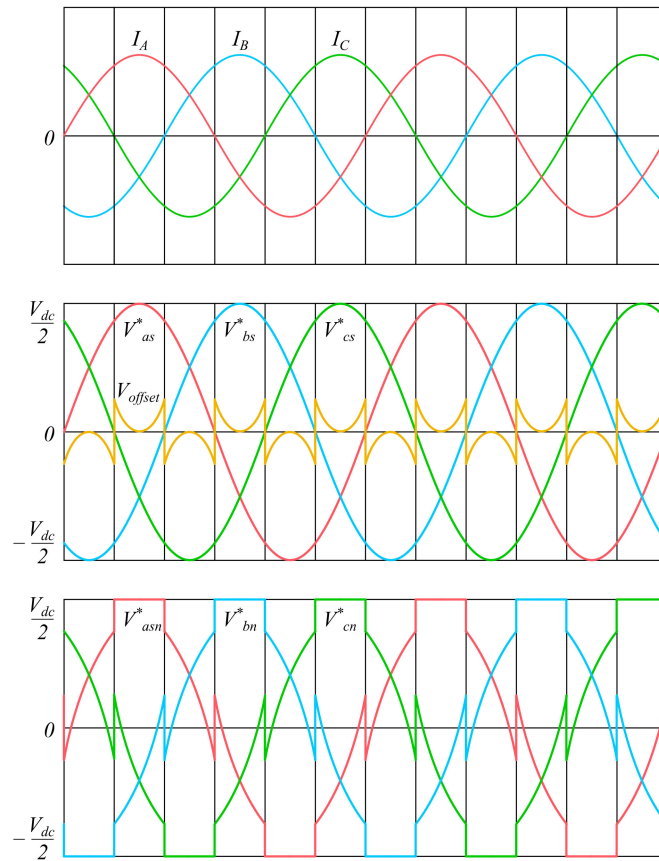 I_A I_B I_C
0
V_dc/2
V*_as V*_bs V*_cs
V_offset
0
-V_dc/2
V_dc/2
V*_asn V*_bn V*_cn
0
-V_dc/2